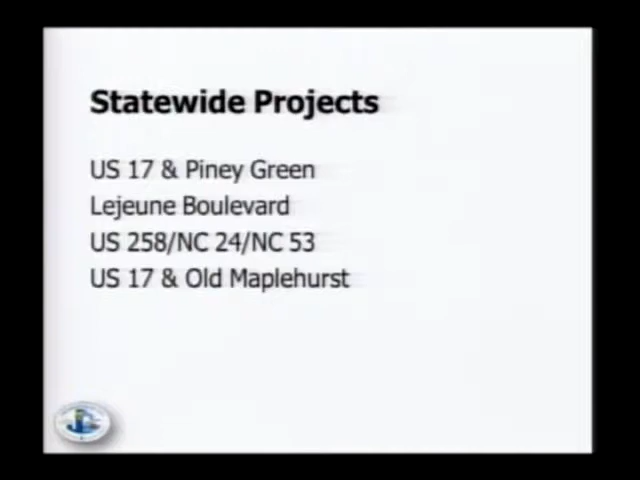 Statewide Projects
US 17 & Piney Green
Lejeune Boulevard
US 258/NC 24/NC 53
US 17 & Old Maplehurst